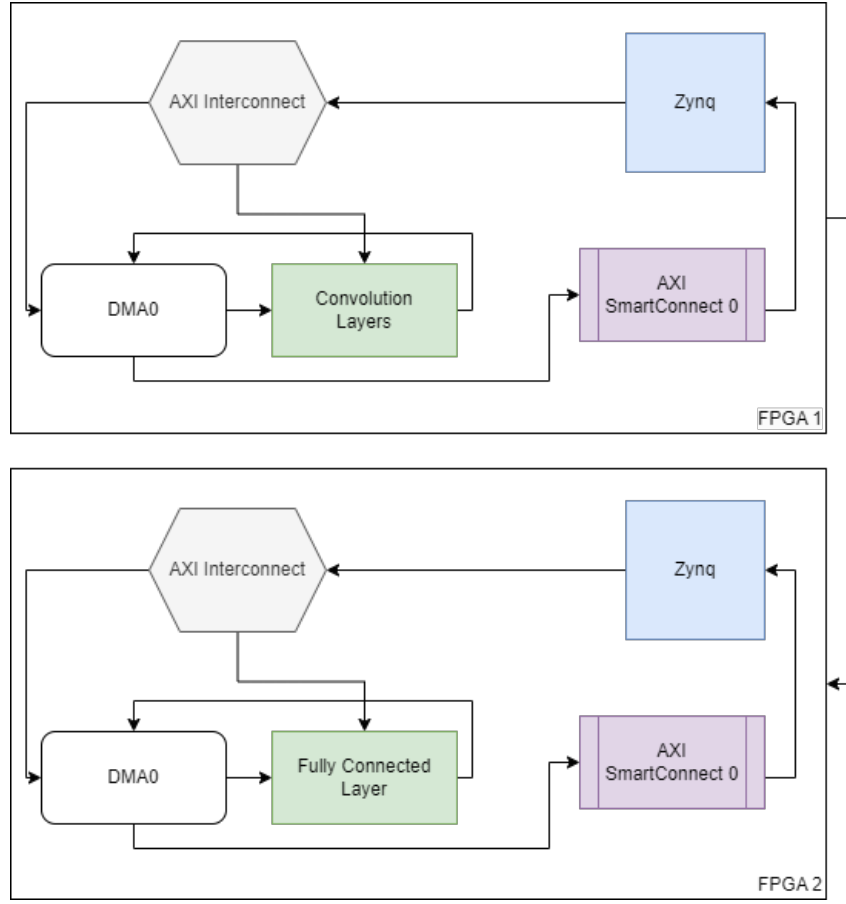 AXI Interconnect
Zynq
DMA0
Convolution
Layers
AXI
SmartConnect 0
FPGA 1
AXI Interconnect
Zynq
DMA0
Fully Connected
Layer
AXI
SmartConnect 0
FPGA 2